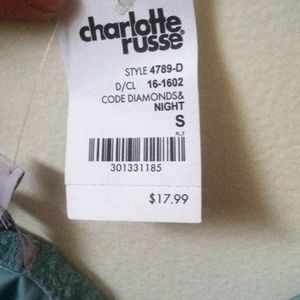 charlotte
russe®
STYLE 4789-D
D/CL 16-1602
CODE DIAMONDS&
NIGHT
S
301331185
$17.99